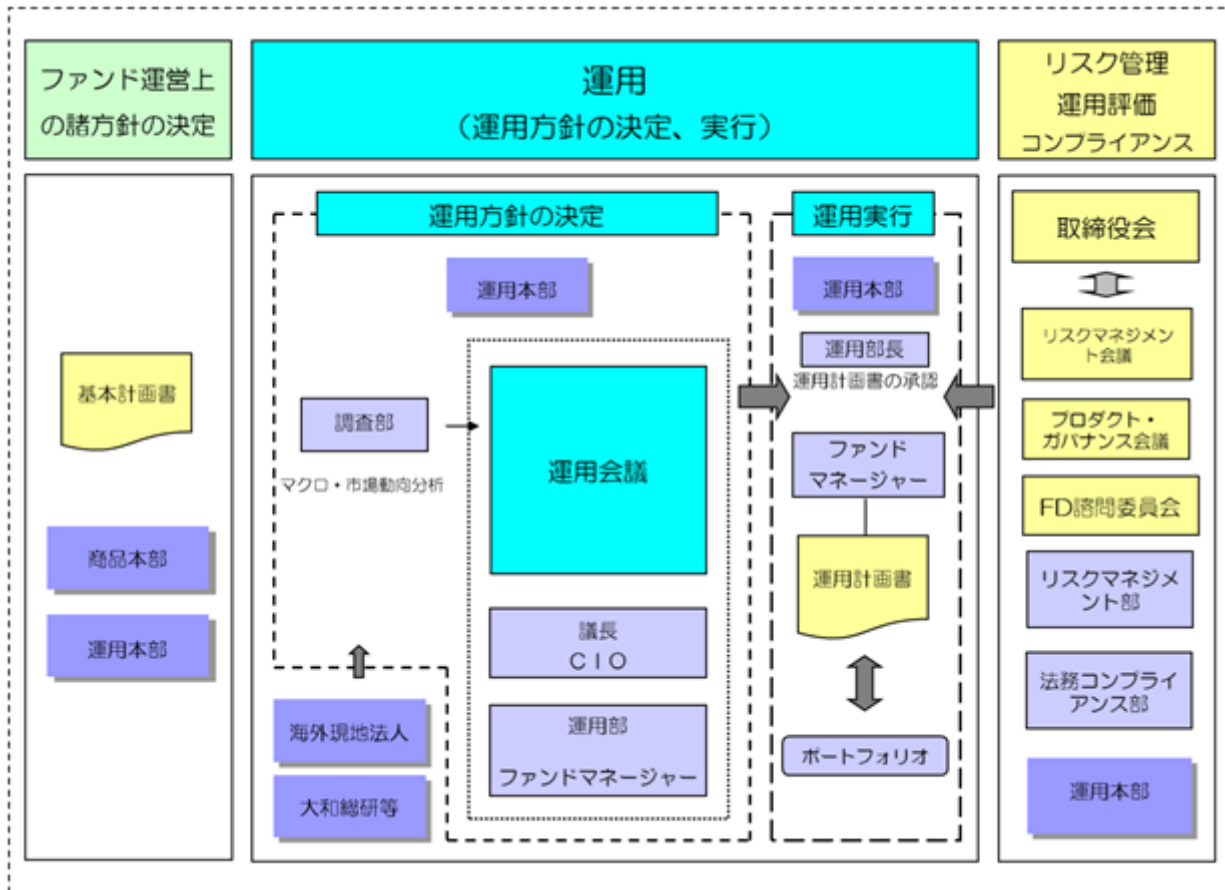 ファンド運営上
の諸方針の決定
運用
(運用方針の決定、実行)
リスク管理
運用評価
コンプライアンス
基本計画書
商品本部
運用本部
運用方針の決定
運用本部
調査部
マクロ・市場動向分析
運用会議
議長
CIO
運用部
ファンドマネージャー
海外現地法人
大和総研等
運用実行
運用本部
運用部長
運用計画書の承認
ファンド
マネージャー
運用計画書
ポートフォリオ
取締役会
リスクマネジメン
ト会議
プロダクト・
ガバナンス会議
FD諮問委員会
リスクマネジメ
ント部
法務コンプライ
アンス部
運用本部